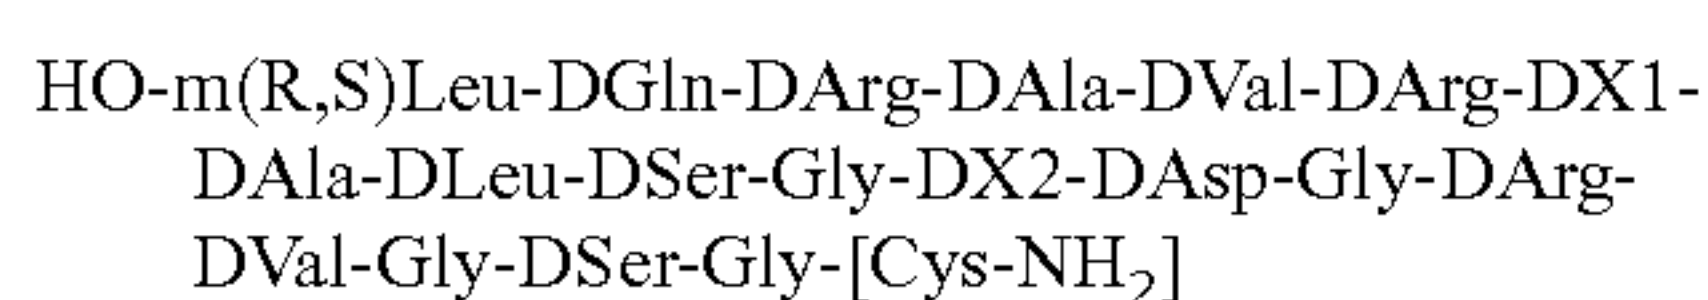 HO-m(R,S)Leu-DGln-DArg-DAla-DVal-DArg-DX1-
DAla-DLeu-DSer-Gly-DX2-DAsp-Gly-DArg-
DVal-Gly-DSer-Gly-[Cys-NH₂]